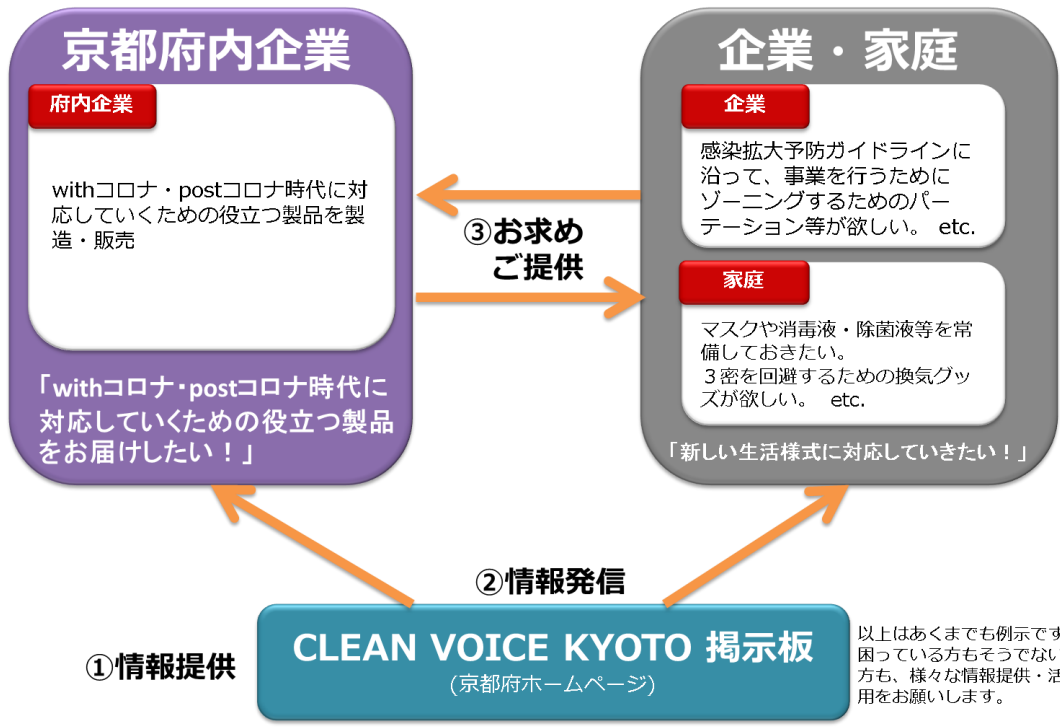 京都府内企業
府内企業
withコロナ・postコロナ時代に対
応していくための役立つ製品を製
造・販売
「withコロナ・postコロナ時代に
対応していくための役立つ製品
をお届けしたい！」
③お求め
ご提供
企業・家庭
企業
感染拡大予防ガイドラインに
沿って、事業を行うために
ゾーニングするためのパー
テーション等が欲しい。 etc.
家庭
マスクや消毒液・除菌液等を常
備しておきたい。
３密を回避するための換気グッ
ズが欲しい。 etc.
「新しい生活様式に対応していきたい！」
②情報発信
①情報提供
CLEAN VOICE KYOTO 掲示板
(京都府ホームページ)
以上はあくまでも例示です
困っている方もそうでない
方も、様々な情報提供・活
用をお願いします。